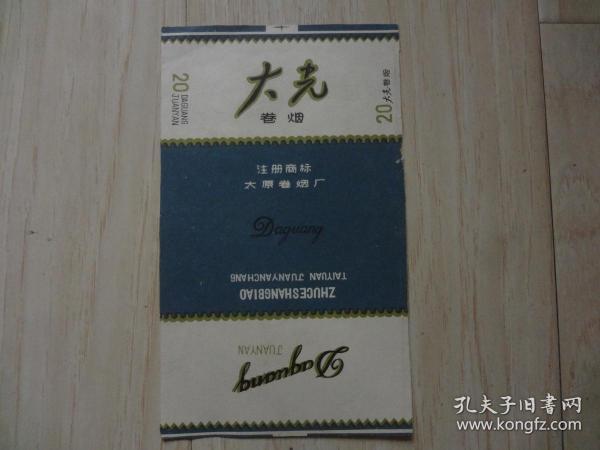 大光
卷烟
20 DAGUANG
JUANYAN
20 大光卷烟
注册商标
太原卷烟厂
Daguang
TAIYUAN JUANYANCHANG
ZHUCESHANGBIAO
JUANYAN
Daguang
孔夫子旧书网
www.kongfz.com